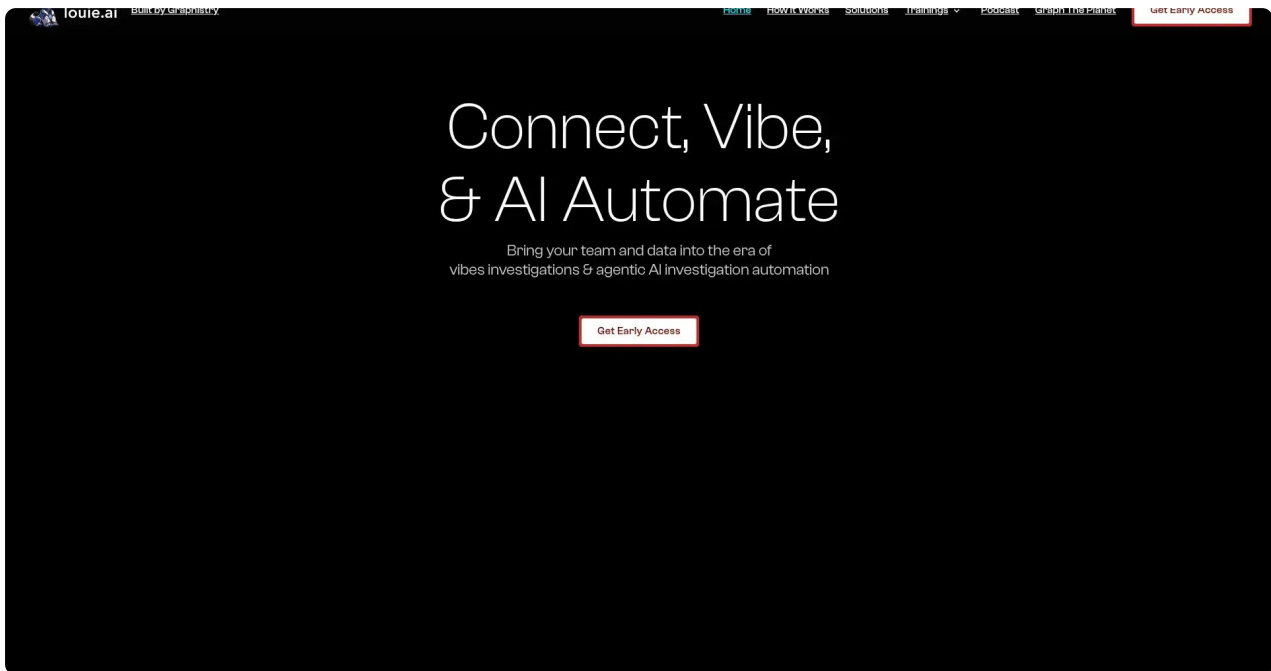 louie.ai
Built by Graphistry
Home
How It Works
Solutions
Trainings
Podcast
Graph The Planet
Get Early Access
Connect, Vibe,
& AI Automate
Bring your team and data into the era of
vibes investigations & agentic AI investigation automation
Get Early Access